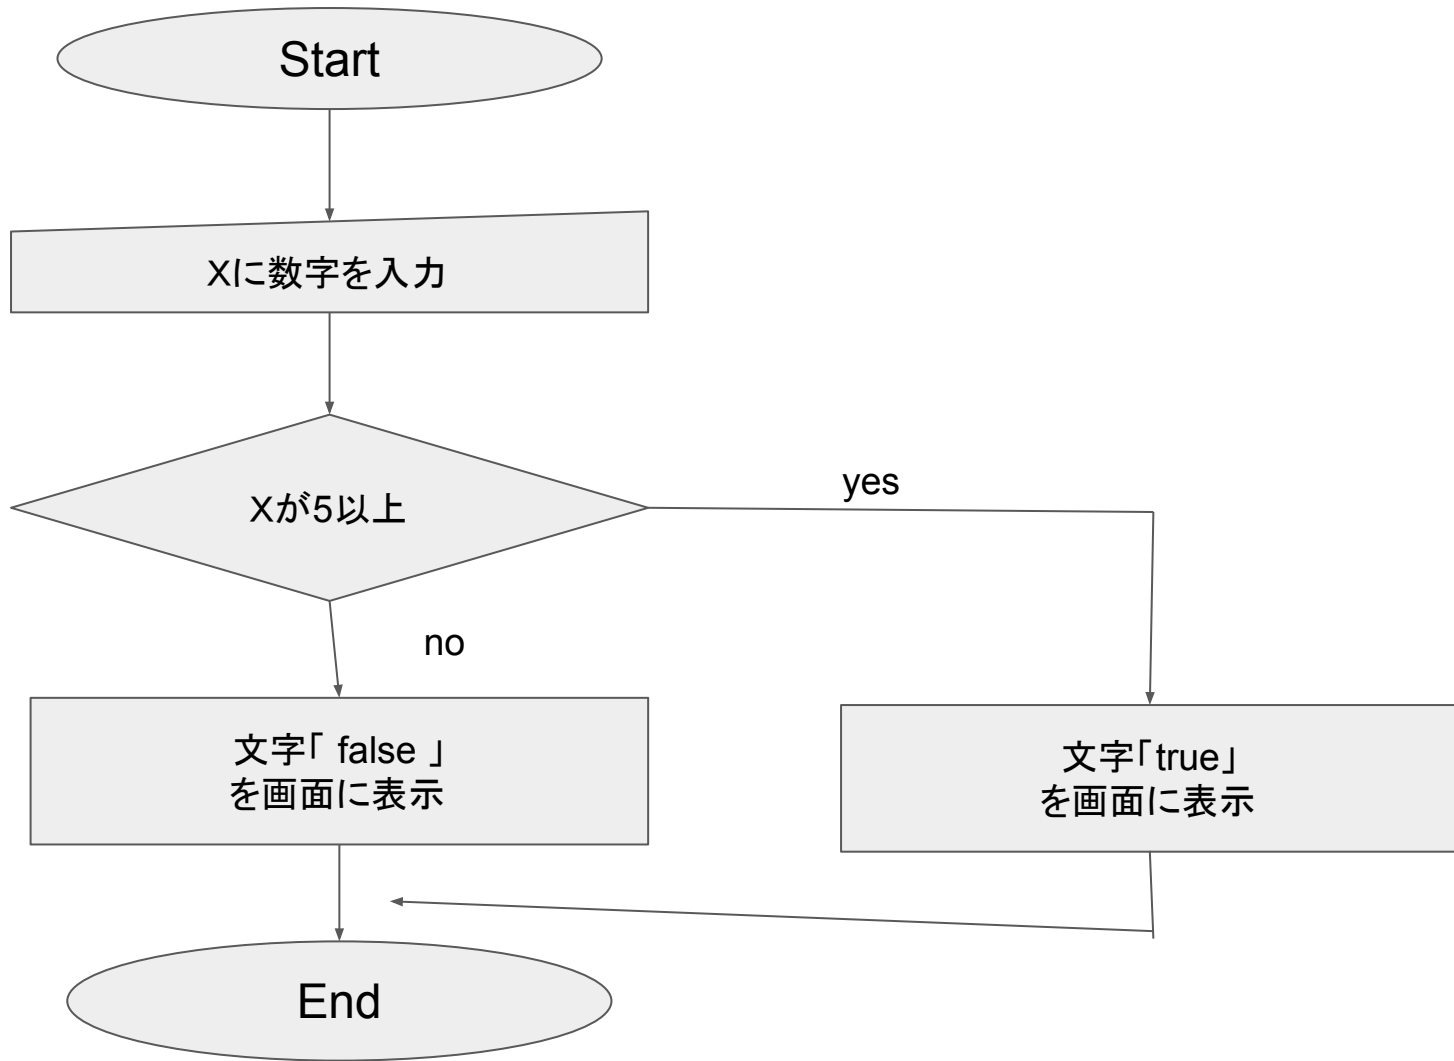 Start
Xに数字を入力
Xが5以上
yes
no
文字「 false 」
を画面に表示
文字「true」
を画面に表示
End